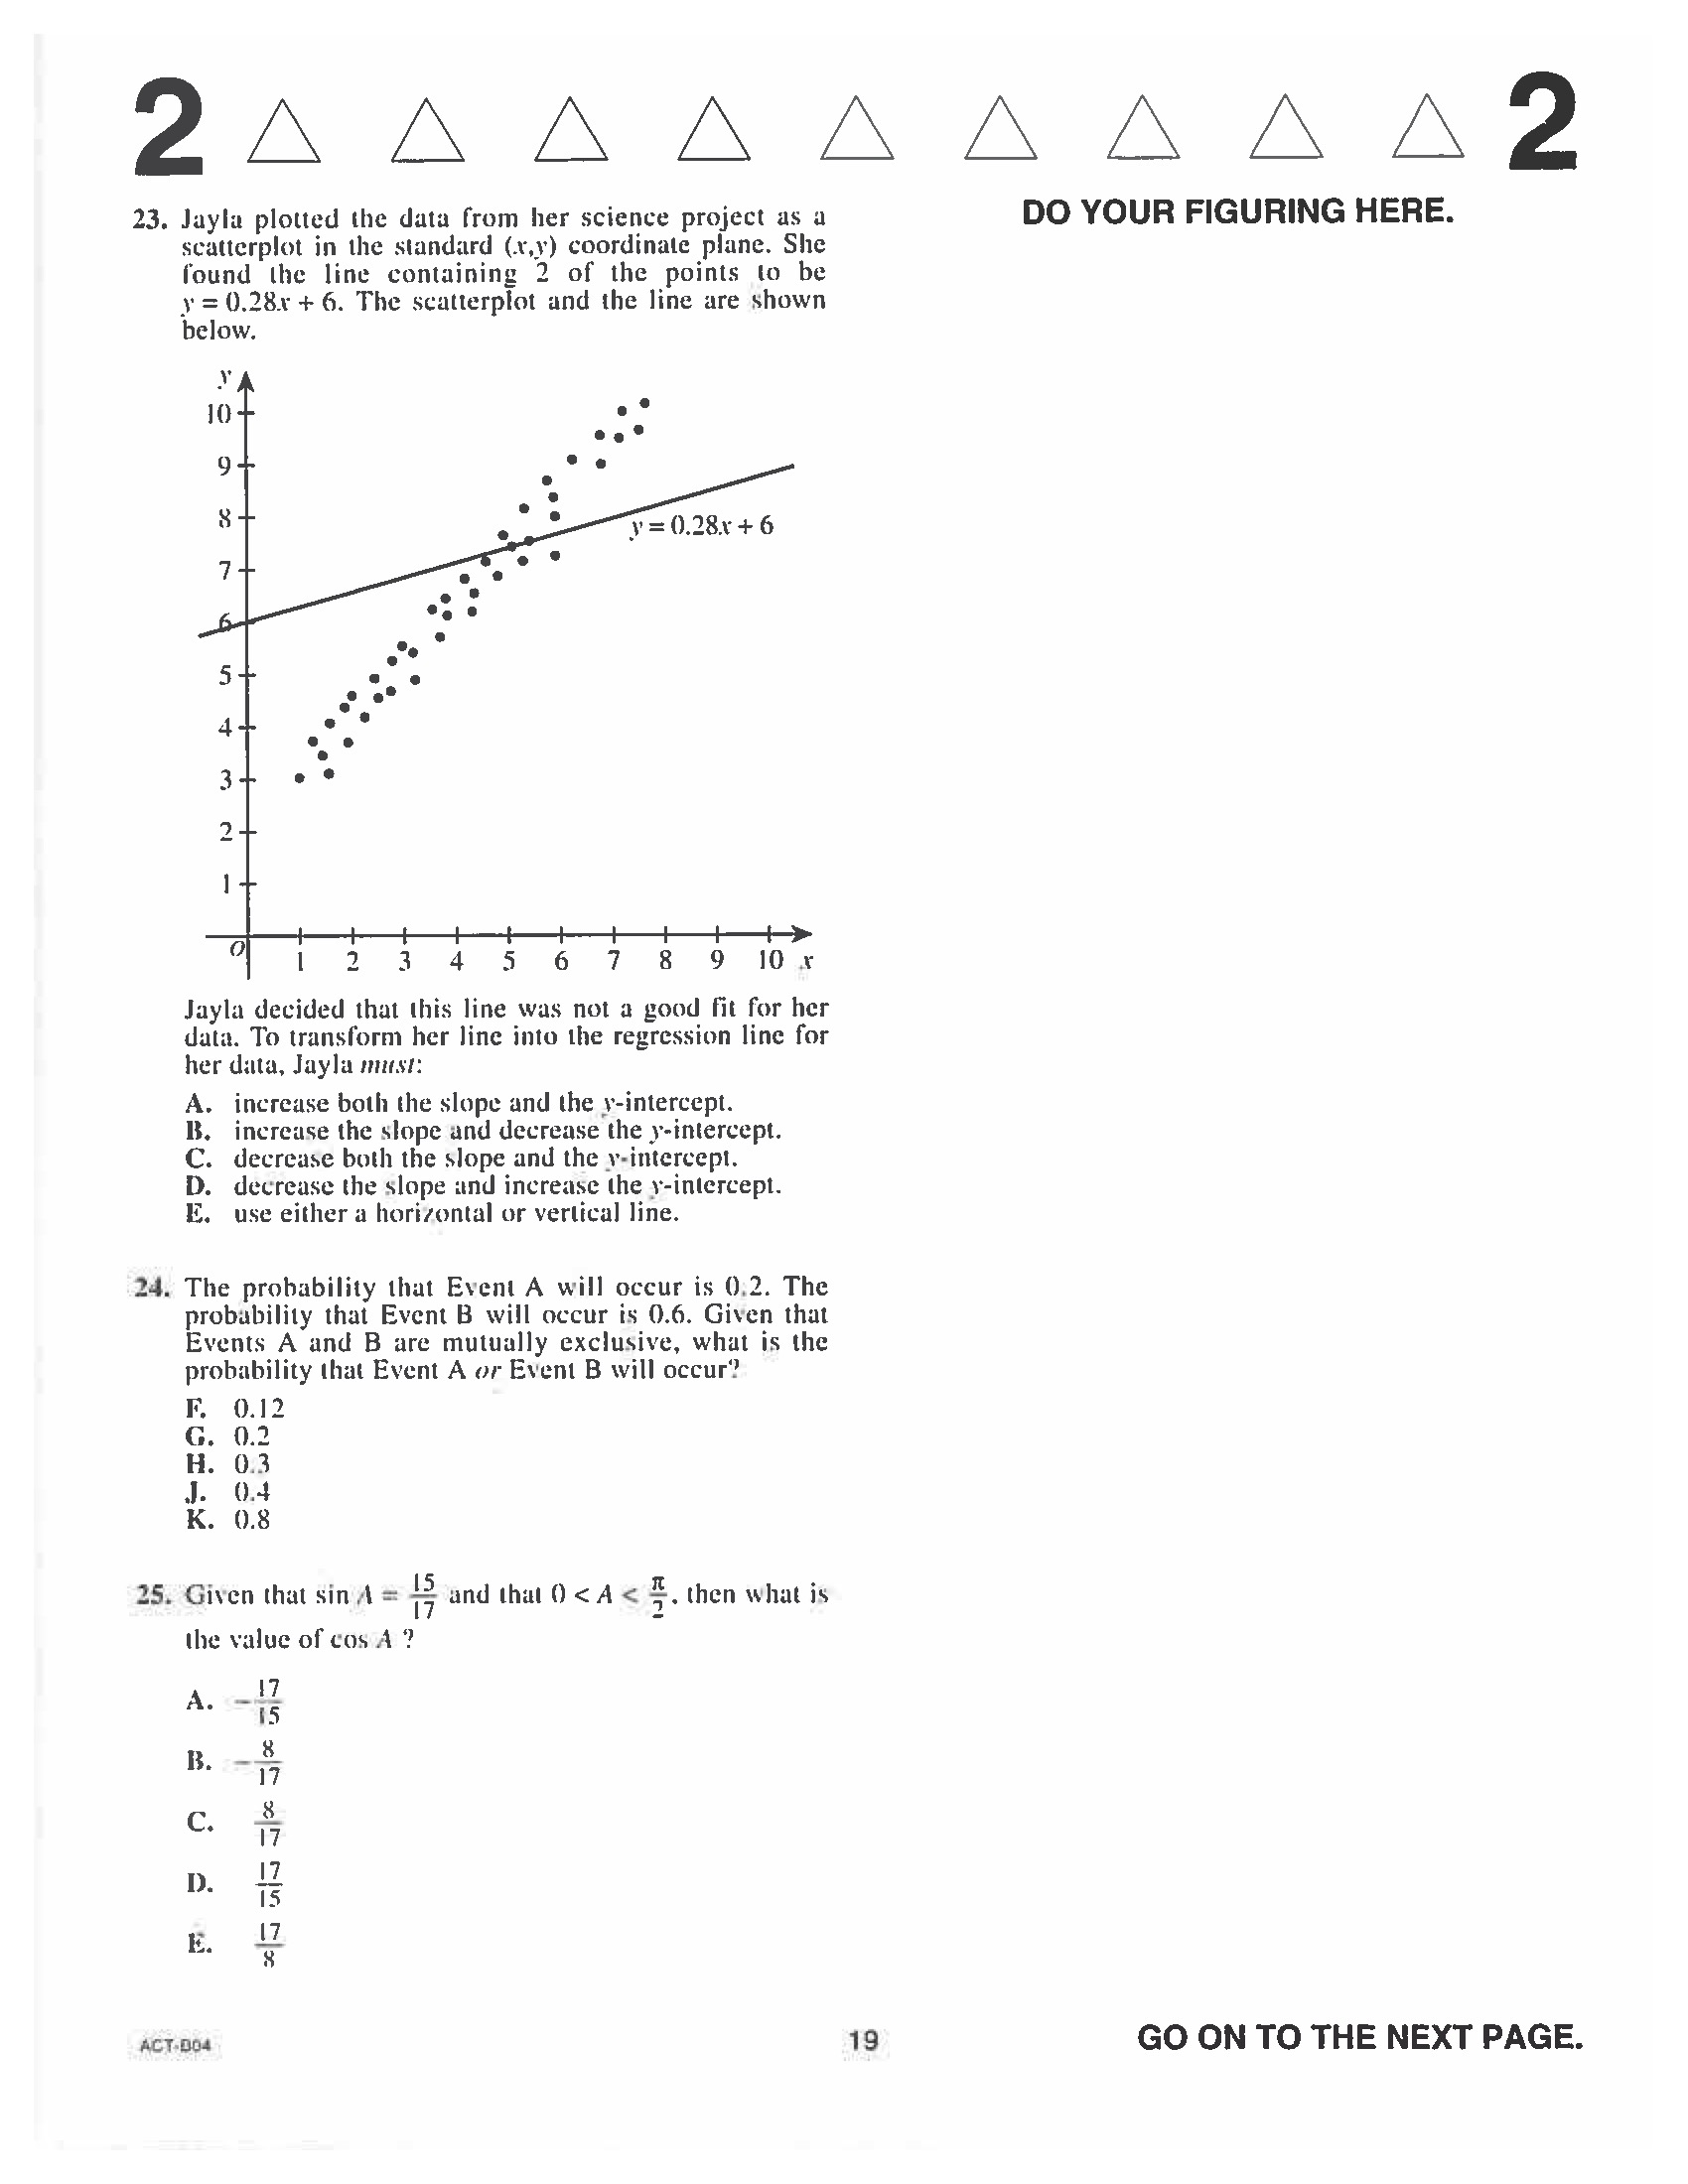 2 2
DO YOUR FIGURING HERE.
23. Jayla plotted the data from her science project as a
scatterplot in the standard (x,y) coordinate plane. She
found the line containing 2 of the points to be
y = 0.28x + 6. The scatterplot and the line are shown
below.
y
10
9
8
7
6
5
4
3
2
1
y = 0.28x + 6
O 1 2 3 4 5 6 7 8 9 10 x
Jayla decided that this line was not a good fit for her
data. To transform her line into the regression line for
her data, Jayla must:
A. increase both the slope and the y-intercept.
B. increase the slope and decrease the y-intercept.
C. decrease both the slope and the y-intercept.
D. decrease the slope and increase the y-intercept.
E. use either a horizontal or vertical line.
24. The probability that Event A will occur is 0.2. The
probability that Event B will occur is 0.6. Given that
Events A and B are mutually exclusive, what is the
probability that Event A or Event B will occur?
F. 0.12
G. 0.2
H. 0.3
J. 0.4
K. 0.8
25. Given that sin A = 15/17 and that 0 < A < π/2, then what is
the value of cos A ?
A. -17/15
B. -8/17
C. 8/17
D. 17/15
E. 17/8
ACT-B04
19
GO ON TO THE NEXT PAGE.